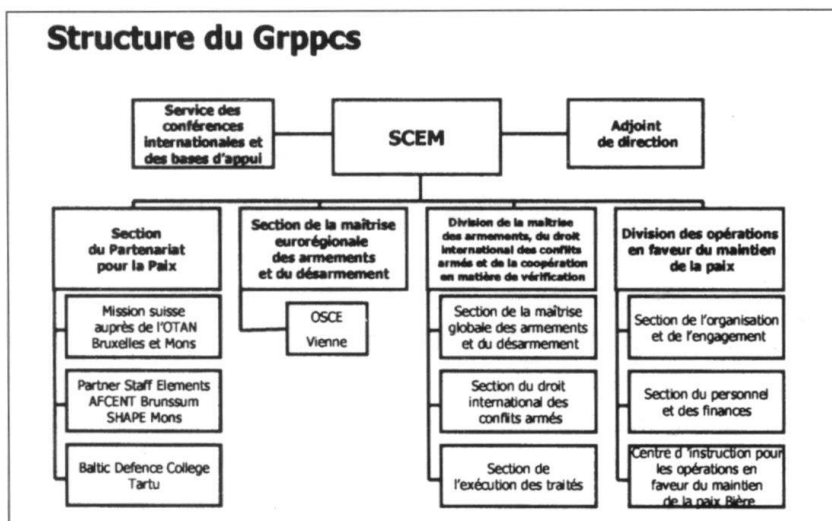 Structure du Grppcs
Service des
conférences
internationales et
des bases d'appui
SCEM
Adjoint
de direction
Section
du Partenariat
pour la Paix
Section de la maîtrise
eurorégionale
des armements
et du désarmement
Division de la maîtrise
des armements, du droit
international des conflits
armés et de la coopération
en matière de vérification
Division des opérations
en faveur du maintien
de la paix
Mission suisse
auprès de l'OTAN
Bruxelles et Mons
OSCE
Vienne
Section de la maîtrise
globale des armements
et du désarmement
Section de l'organisation
et de l'engagement
Partner Staff Elements
AFCENT Brunssum
SHAPE Mons
Section du droit
international des
conflits armés
Section du personnel
et des finances
Baltic Defence College
Tartu
Section de
l'exécution des traités
Centre d 'instruction pour
les opérations en
faveur du maintien
de la paix Bière